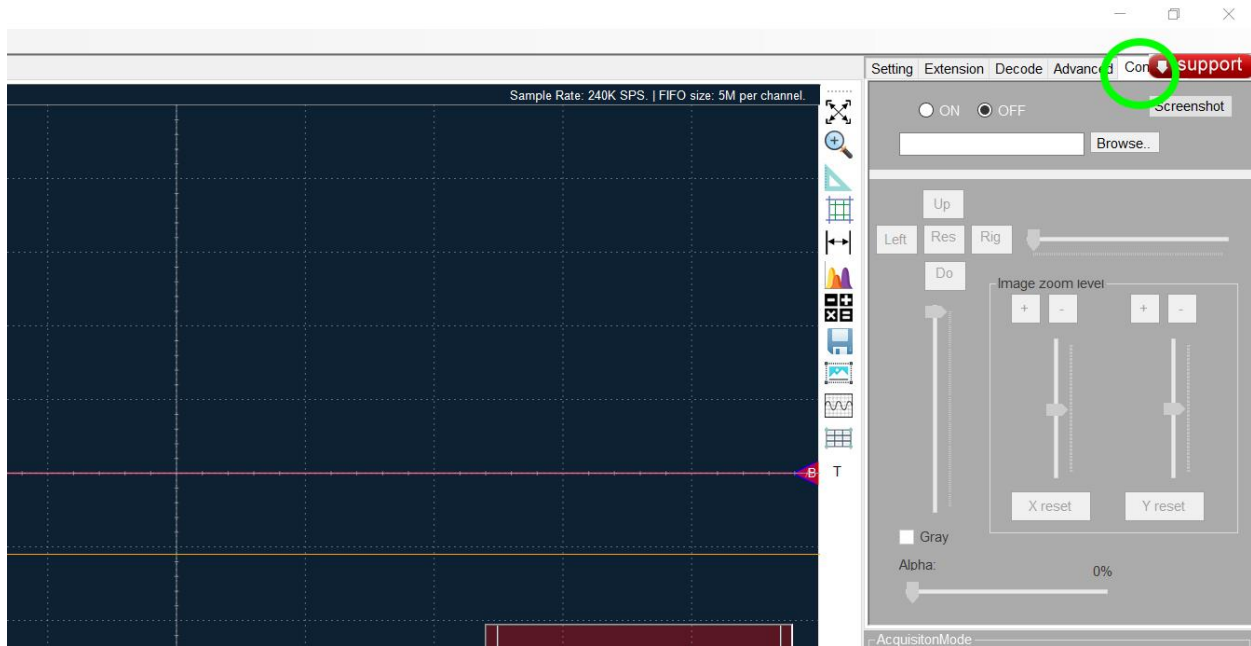 Setting Extension Decode Advanced Con support
Sample Rate: 240K SPS. | FIFO size: 5M per channel.
ON OFF Screenshot
Browse..
Up
Left Res Rig
Do
Image zoom level
+ - + -
B T
X reset Y reset
Gray
Alpha: 0%
AcquisitonMode